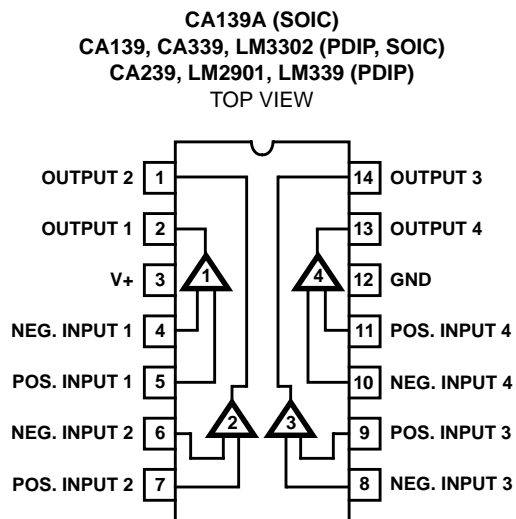 CA139A (SOIC)
CA139, CA339, LM3302 (PDIP, SOIC)
CA239, LM2901, LM339 (PDIP)
TOP VIEW
OUTPUT 2 1 14 OUTPUT 3
OUTPUT 1 2 13 OUTPUT 4
V+ 3 1 4 12 GND
NEG. INPUT 1 4 11 POS. INPUT 4
POS. INPUT 1 5 10 NEG. INPUT 4
NEG. INPUT 2 6 2 3 9 POS. INPUT 3
POS. INPUT 2 7 8 NEG. INPUT 3